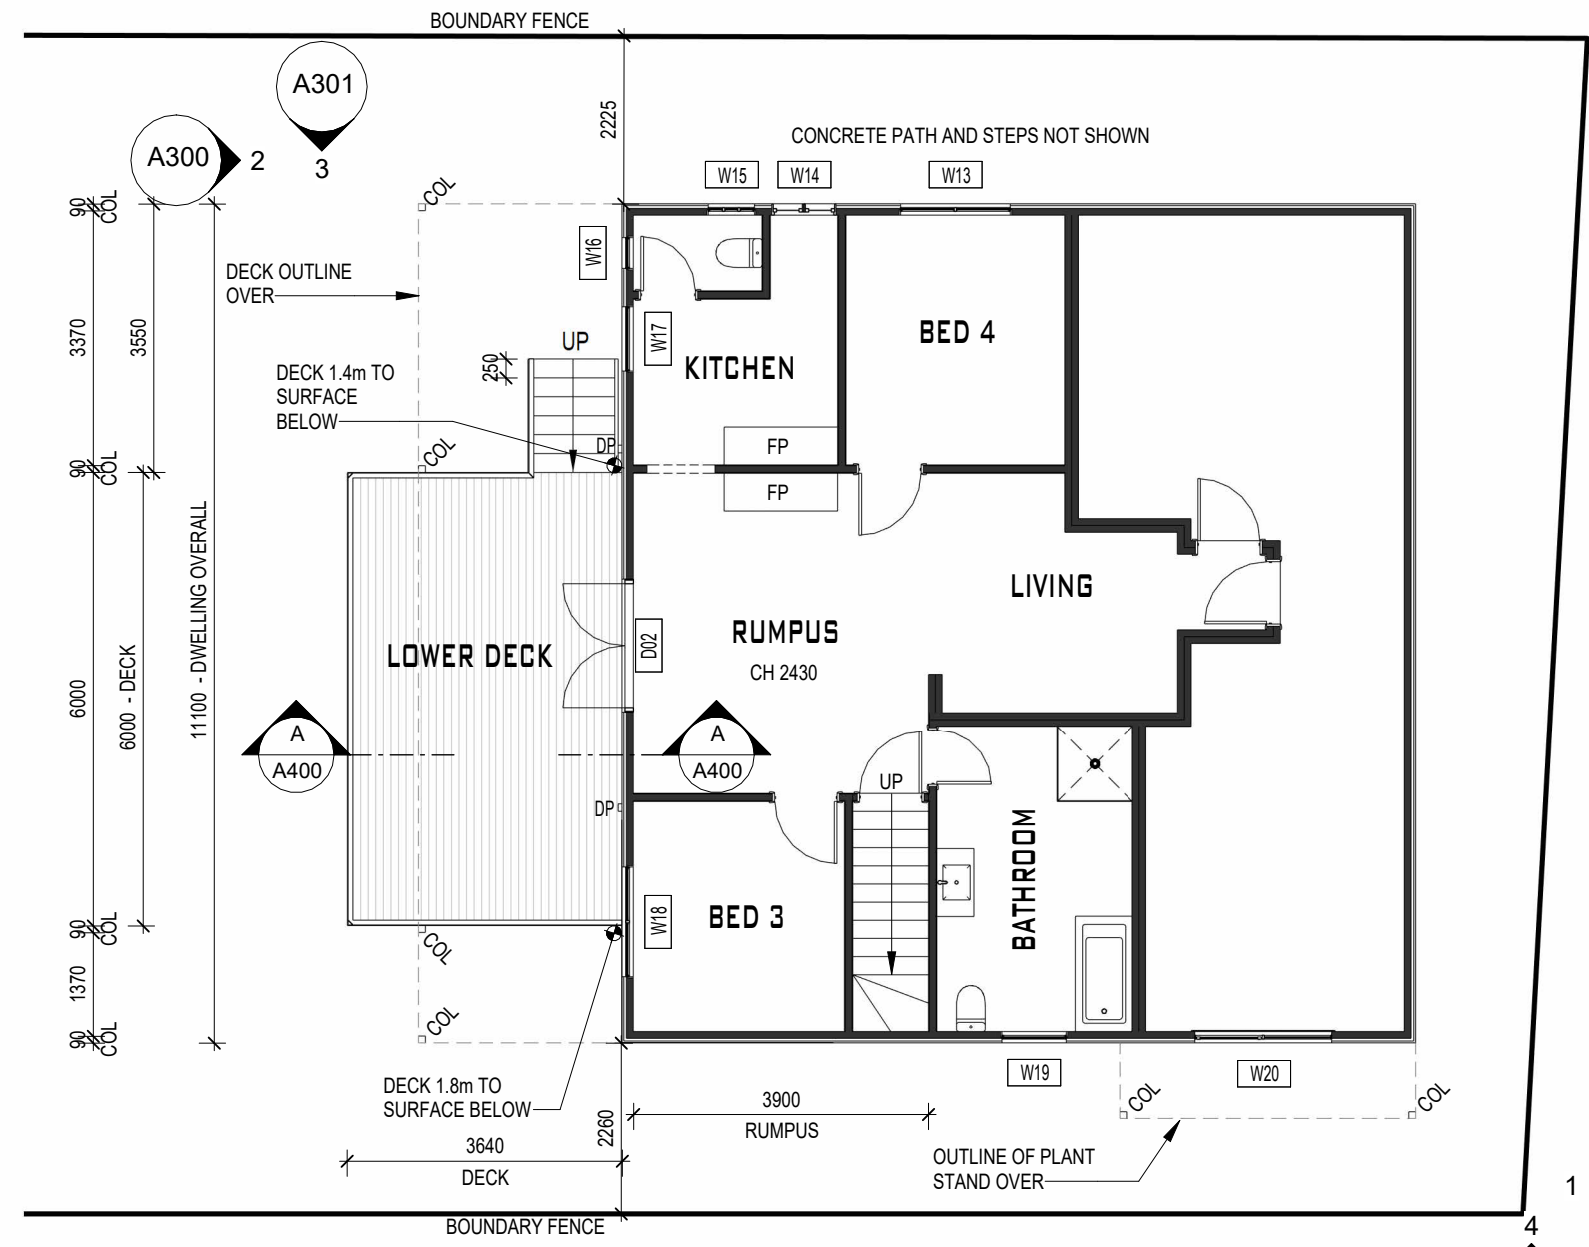 BOUNDARY FENCE
A301
3
A300
2
2225
CONCRETE PATH AND STEPS NOT SHOWN
W15
W14
W13
90
COL
COL
W16
DECK OUTLINE
OVER
3370
3550
W17
UP
250
KITCHEN
BED 4
DECK 1.4m TO
SURFACE
BELOW
DP
FP
COL
90
COL
FP
11100 - DWELLING OVERALL
LIVING
RUMPUS
CH 2430
D02
LOWER DECK
6000
6000 - DECK
A
A400
A
A400
UP
DP
BATHROOM
BED 3
W18
90
COL
COL
1370
90
COL
COL
W19
W20
DECK 1.8m TO
SURFACE BELOW
2260
3900
RUMPUS
COL
COL
3640
DECK
OUTLINE OF PLANT
STAND OVER
1
BOUNDARY FENCE
4